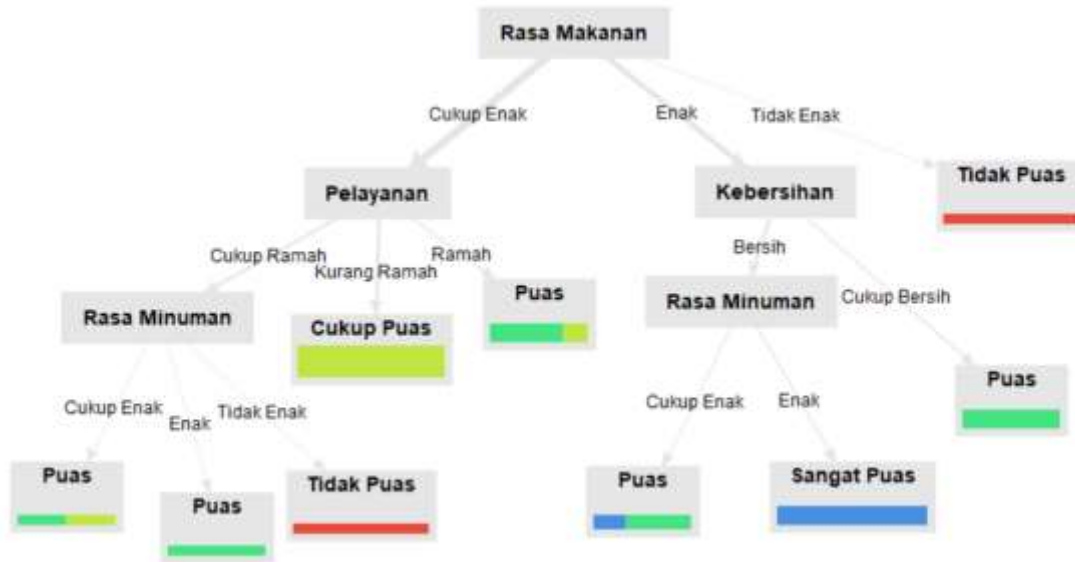 Rasa Makanan
Cukup Enak
Enak
Tidak Enak
Pelayanan
Kebersihan
Tidak Puas
Cukup Ramah
Kurang Ramah
Ramah
Bersih
Cukup Bersih
Rasa Minuman
Cukup Puas
Puas
Rasa Minuman
Puas
Cukup Enak
Enak
Tidak Enak
Cukup Enak
Enak
Puas
Puas
Tidak Puas
Puas
Sangat Puas